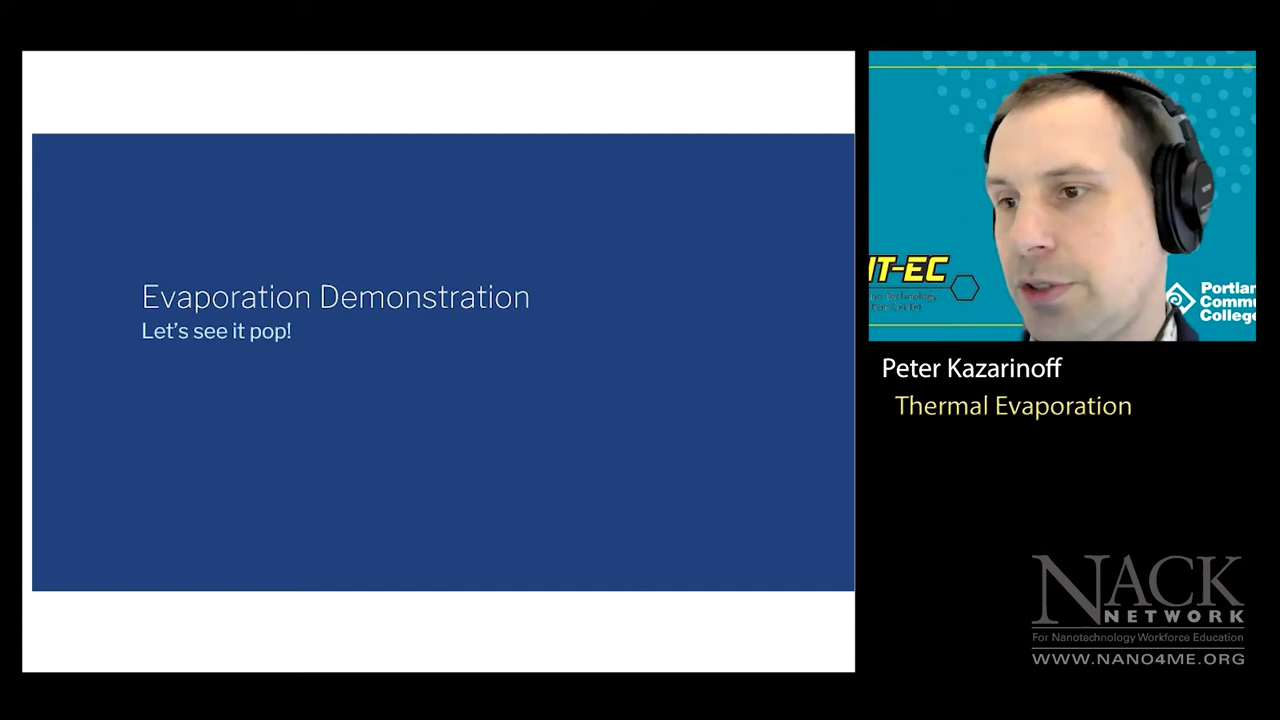 Evaporation Demonstration
Let's see it pop!
IT-EC
Portlan
Commu
College
Peter Kazarinoff
Thermal Evaporation
NACK
NETWORK
For Nanotechnology Workforce Education
WWW.NANO4ME.ORG